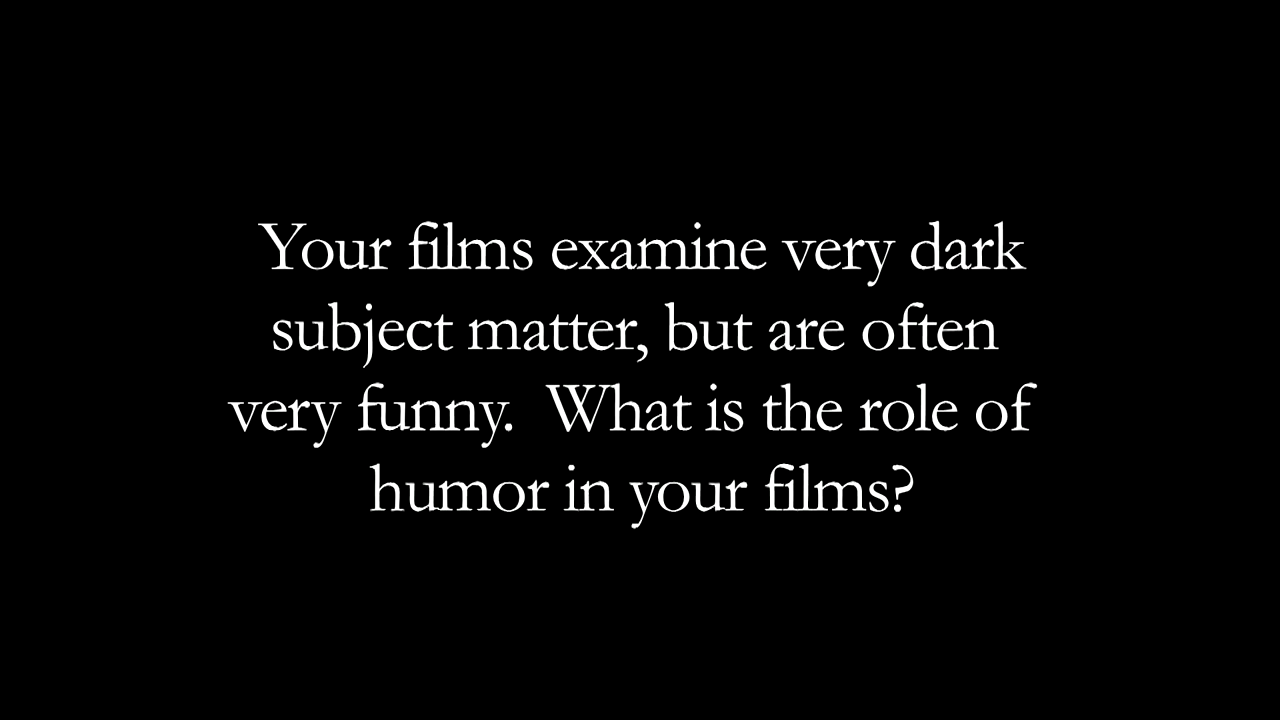 Your films examine very dark
subject matter, but are often
very funny.  What is the role of
humor in your films?